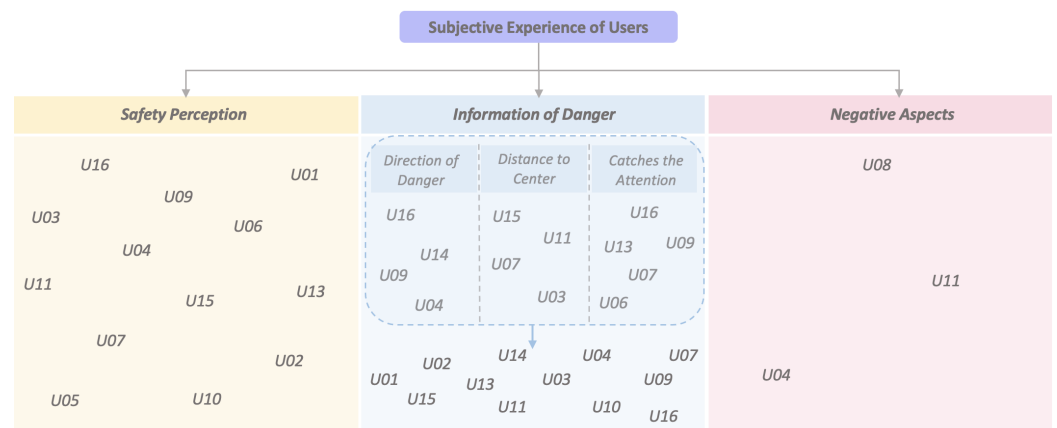 Subjective Experience of Users
Safety Perception
Information of Danger
Negative Aspects
U16
U01
U09
U03
U06
U04
U11
U15
U13
U07
U02
U05
U10
Direction of
Danger
Distance to
Center
Catches the
Attention
U16
U14
U09
U04
U15
U11
U07
U03
U16
U13
U09
U07
U06
U14
U04
U07
U02
U01
U13
U03
U09
U15
U11
U10
U16
U08
U11
U04